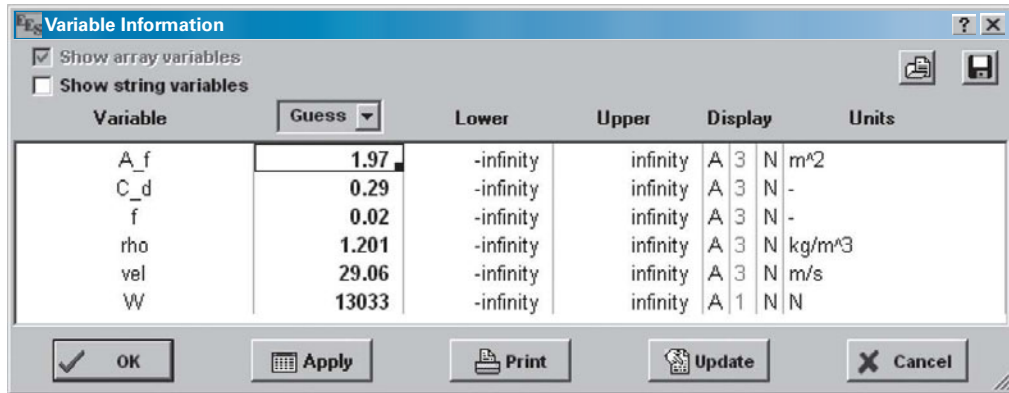 EES Variable Information ?
Show array variables
Show string variables
Variable Guess Lower Upper Display Units
A_f 1.97 -infinity infinity A 3 N m^2
C_d 0.29 -infinity infinity A 3 N -
f 0.02 -infinity infinity A 3 N -
rho 1.201 -infinity infinity A 3 N kg/m^3
vel 29.06 -infinity infinity A 3 N m/s
W 13033 -infinity infinity A 1 N N
OK Apply Print Update Cancel